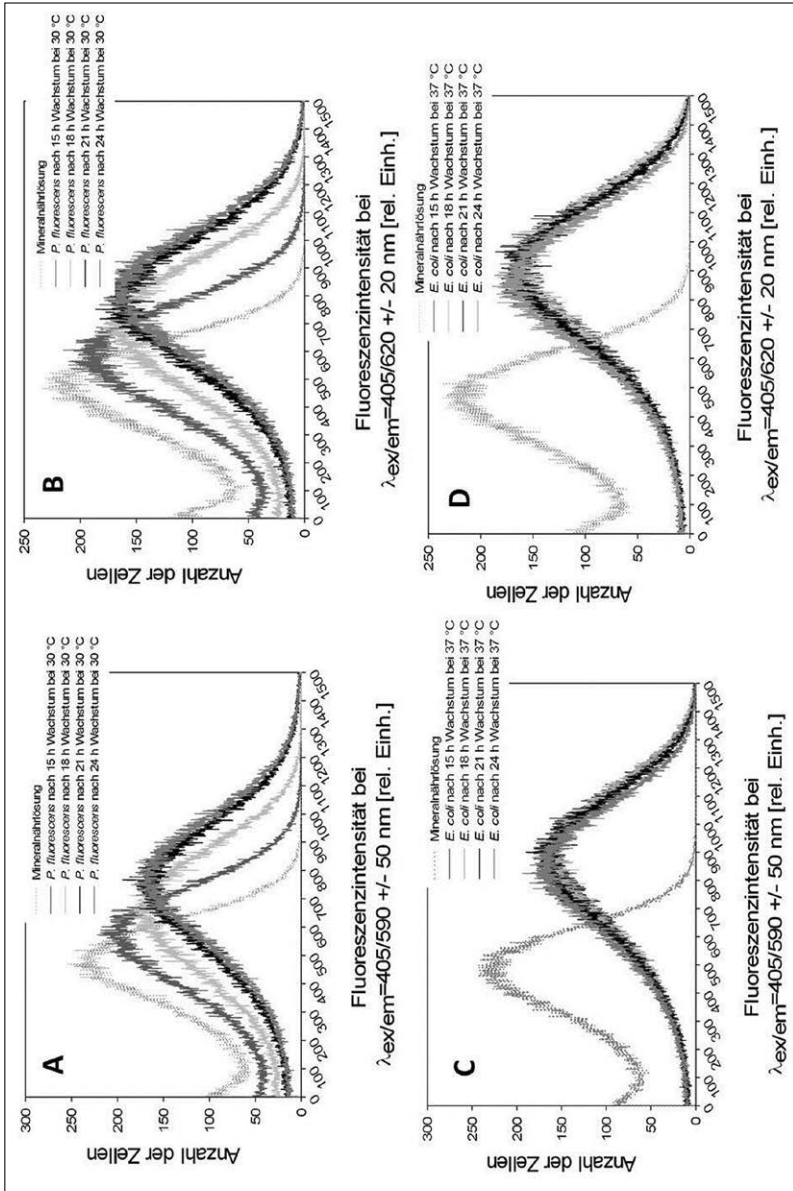 A
Mineralnährlösung
P. fluorescens nach 15 h Wachstum bei 30 °C
P. fluorescens nach 18 h Wachstum bei 30 °C
P. fluorescens nach 21 h Wachstum bei 30 °C
P. fluorescens nach 24 h Wachstum bei 30 °C
Anzahl der Zellen
300
250
200
150
100
50
0
0 100 200 300 400 500 600 700 800 900 1000 1100 1200 1300 1400 1500
Fluoreszenzintensität bei
λex/em=405/590 +/- 50 nm [rel. Einh.]
B
Mineralnährlösung
P. fluorescens nach 15 h Wachstum bei 30 °C
P. fluorescens nach 18 h Wachstum bei 30 °C
P. fluorescens nach 21 h Wachstum bei 30 °C
P. fluorescens nach 24 h Wachstum bei 30 °C
Anzahl der Zellen
250
200
150
100
50
0
0 100 200 300 400 500 600 700 800 900 1000 1100 1200 1300 1400 1500
Fluoreszenzintensität bei
λex/em=405/620 +/- 20 nm [rel. Einh.]
C
Mineralnährlösung
E. coli nach 15 h Wachstum bei 37 °C
E. coli nach 18 h Wachstum bei 37 °C
E. coli nach 21 h Wachstum bei 37 °C
E. coli nach 24 h Wachstum bei 37 °C
Anzahl der Zellen
300
250
200
150
100
50
0
0 100 200 300 400 500 600 700 800 900 1000 1100 1200 1300 1400 1500
Fluoreszenzintensität bei
λex/em=405/590 +/- 50 nm [rel. Einh.]
D
Mineralnährlösung
E. coli nach 15 h Wachstum bei 37 °C
E. coli nach 18 h Wachstum bei 37 °C
E. coli nach 21 h Wachstum bei 37 °C
E. coli nach 24 h Wachstum bei 37 °C
Anzahl der Zellen
250
200
150
100
50
0
0 100 200 300 400 500 600 700 800 900 1000 1100 1200 1300 1400 1500
Fluoreszenzintensität bei
λex/em=405/620 +/- 20 nm [rel. Einh.]